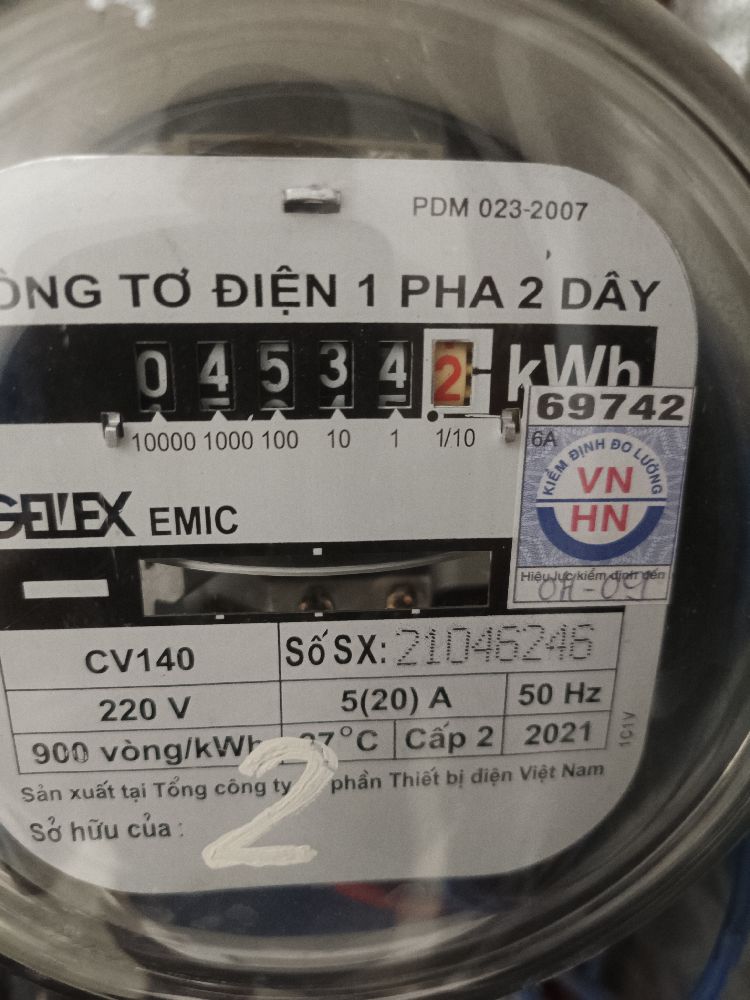 PDM 023-2007
ÔNG TƠ ĐIỆN 1 PHA 2 DÂY
0 4 5 3 4 2 kWh
10000 1000 100 10 1 1/10
69742
6A
KIỂM ĐỊNH ĐO LƯỜNG
VN
HN
Hiệu lực kiểm định đến
GELEX EMIC
CV140
Số SX: 21046246
220 V
5(20) A
50 Hz
900 vòng/kWh
27°C
Cấp 2
2021
1C1V
Sản xuất tại Tổng công ty phần Thiết bị điện Việt Nam
Sở hữu của :
2